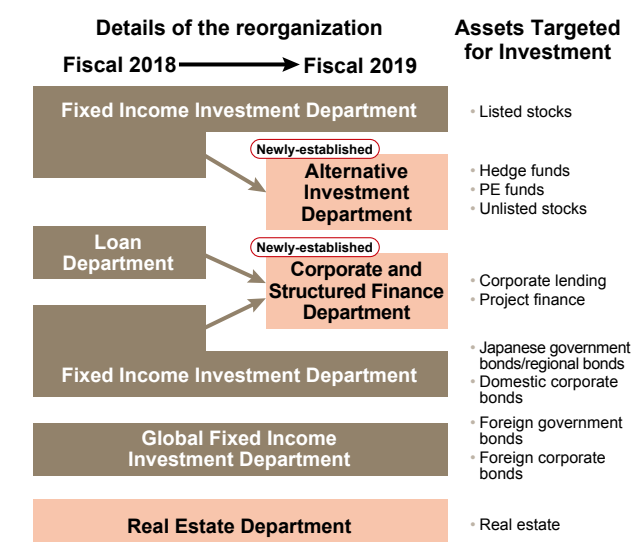 Details of the reorganization
Assets Targeted
for Investment
Fiscal 2018
Fiscal 2019
Fixed Income Investment Department
• Listed stocks
Newly-established
Alternative
Investment
Department
• Hedge funds
• PE funds
• Unlisted stocks
Loan
Department
Newly-established
Corporate and
Structured Finance
Department
• Corporate lending
• Project finance
Fixed Income Investment Department
• Japanese government
bonds/regional bonds
• Domestic corporate
bonds
Global Fixed Income
Investment Department
• Foreign government
bonds
• Foreign corporate
bonds
Real Estate Department
• Real estate